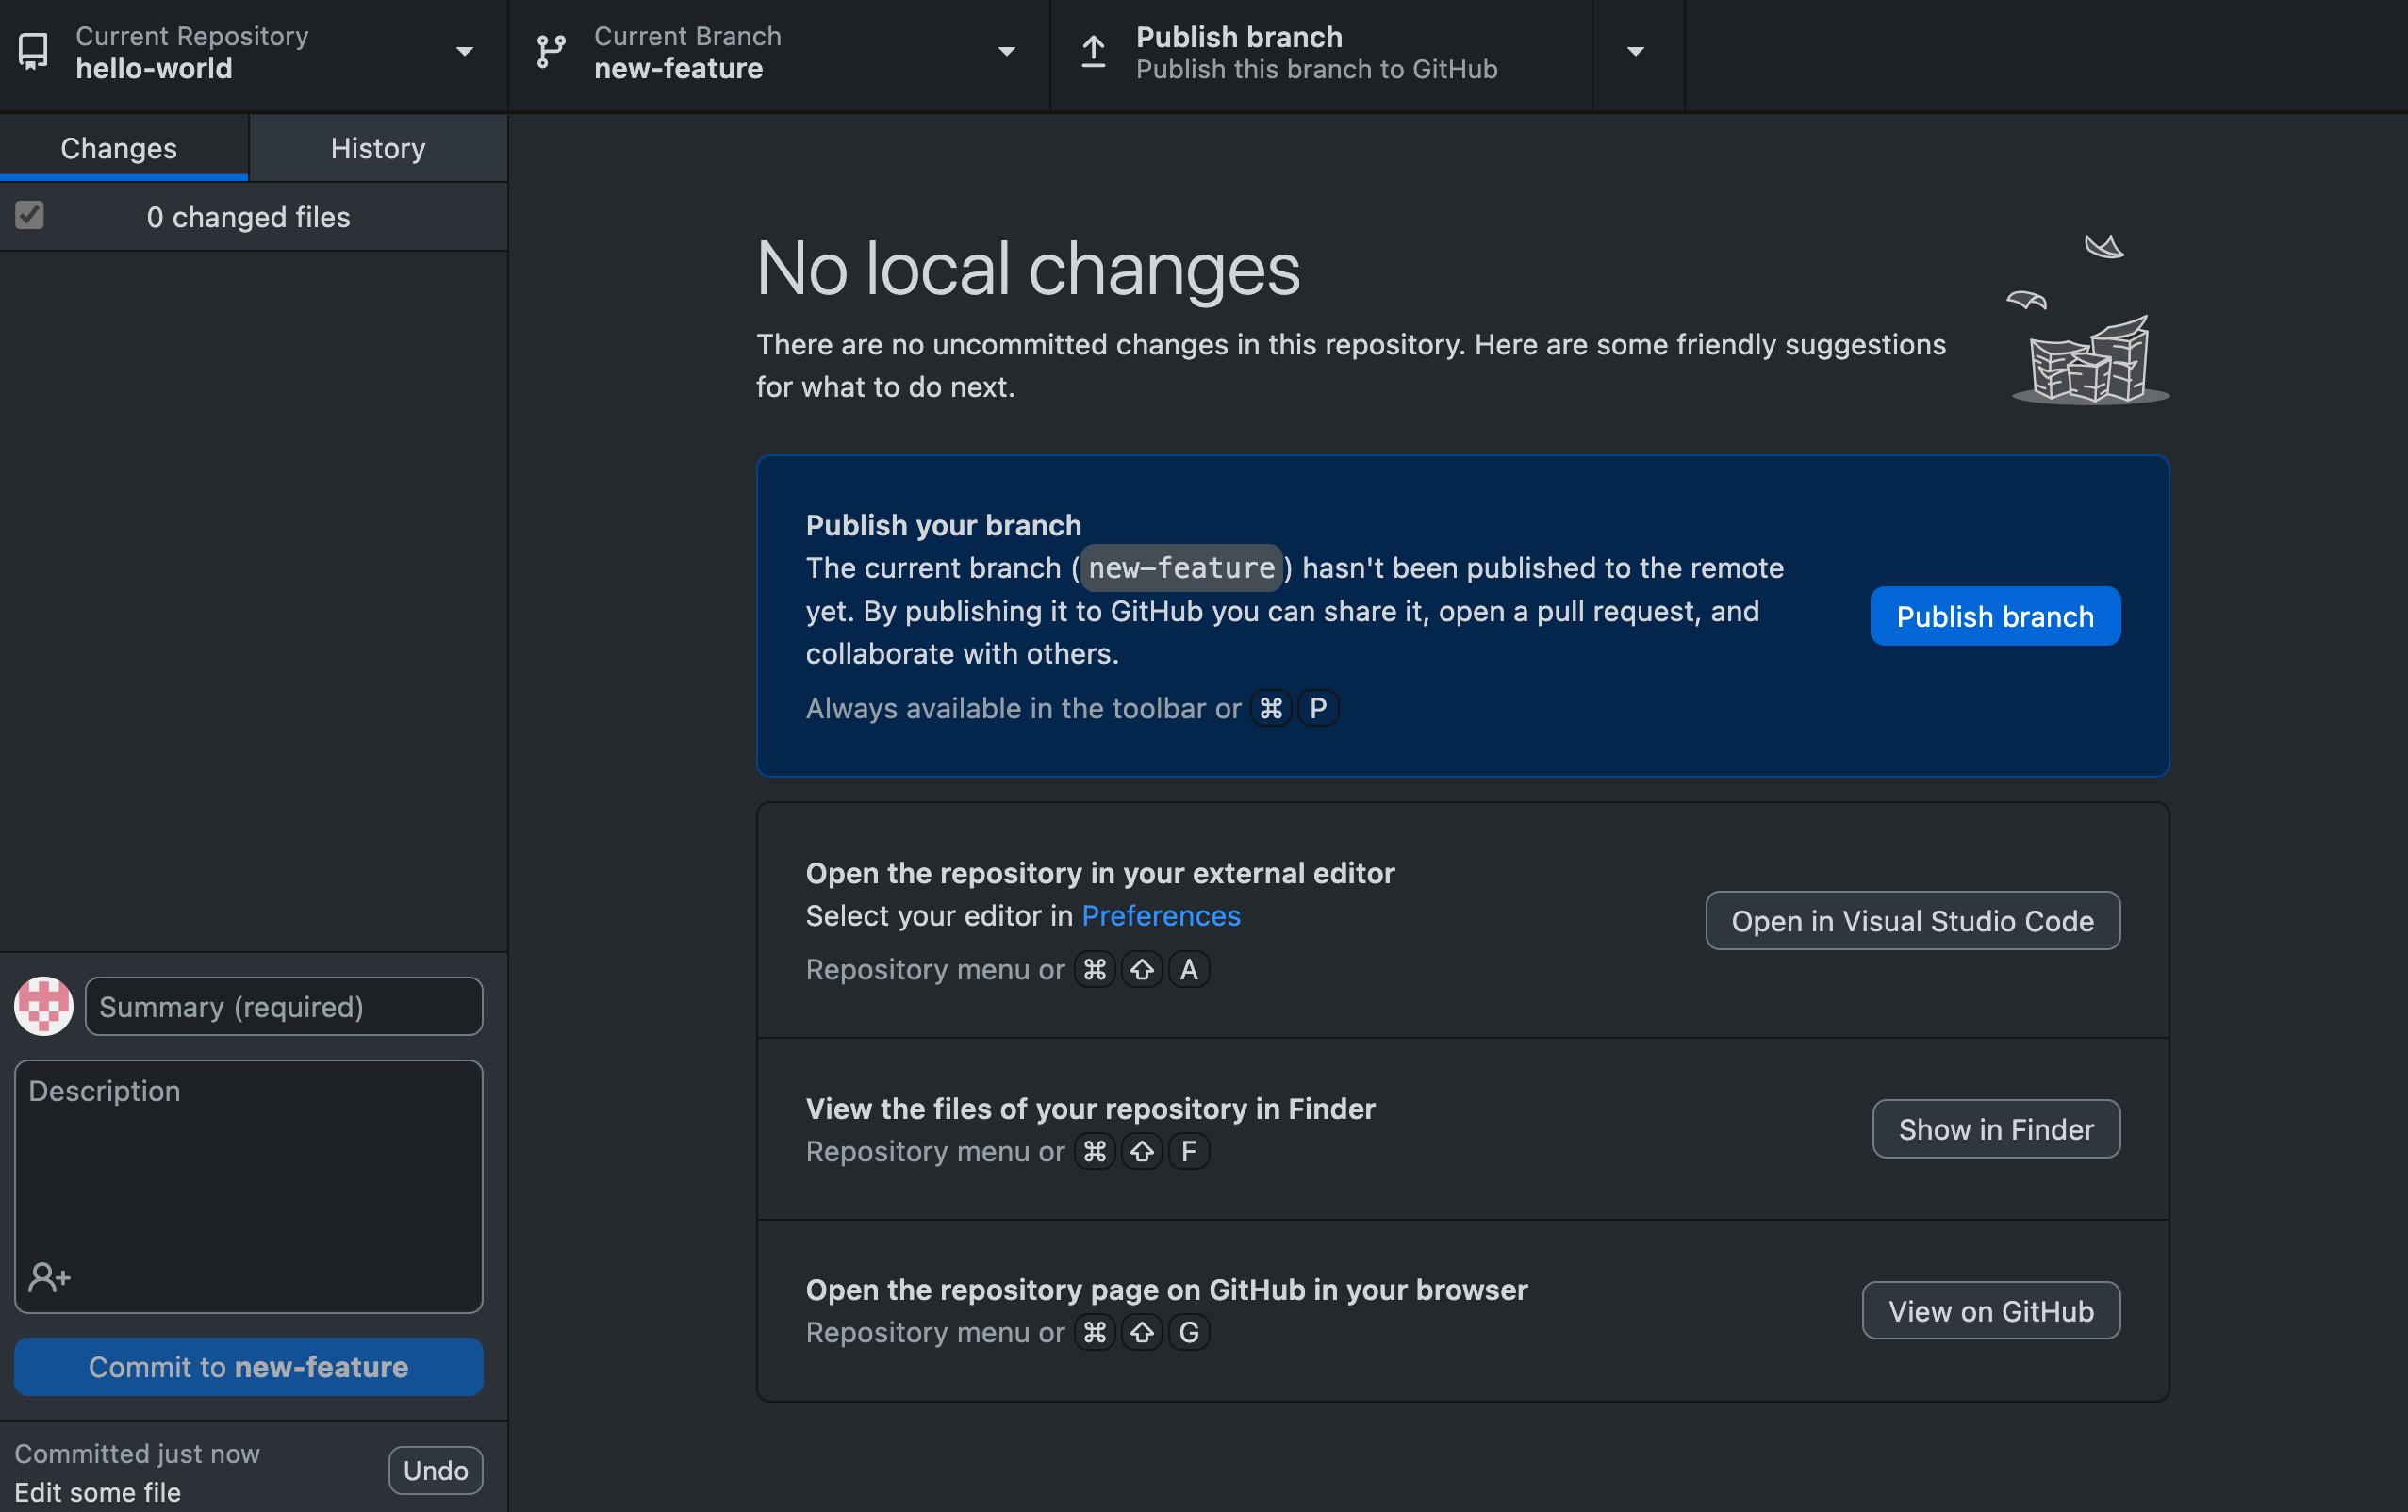 Current Repository
hello-world
Current Branch
new-feature
Publish branch
Publish this branch to GitHub
Changes
History
0 changed files
No local changes
There are no uncommitted changes in this repository. Here are some friendly suggestions
for what to do next.
Publish your branch
The current branch (new-feature) hasn't been published to the remote
yet. By publishing it to GitHub you can share it, open a pull request, and
collaborate with others.
Always available in the toolbar or ⌘ P
Publish branch
Open the repository in your external editor
Select your editor in Preferences
Repository menu or ⌘ ⇧ A
Open in Visual Studio Code
View the files of your repository in Finder
Repository menu or ⌘ ⇧ F
Show in Finder
Open the repository page on GitHub in your browser
Repository menu or ⌘ ⇧ G
View on GitHub
Summary (required)
Description
Commit to new-feature
Committed just now
Edit some file
Undo